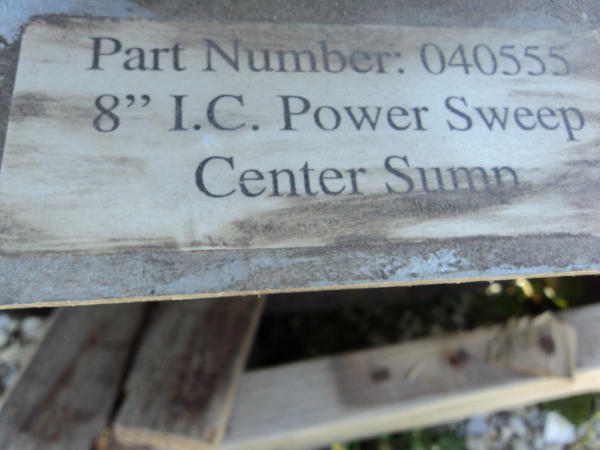 Part Number: 040555
8” I.C. Power Sweep
Center Sump